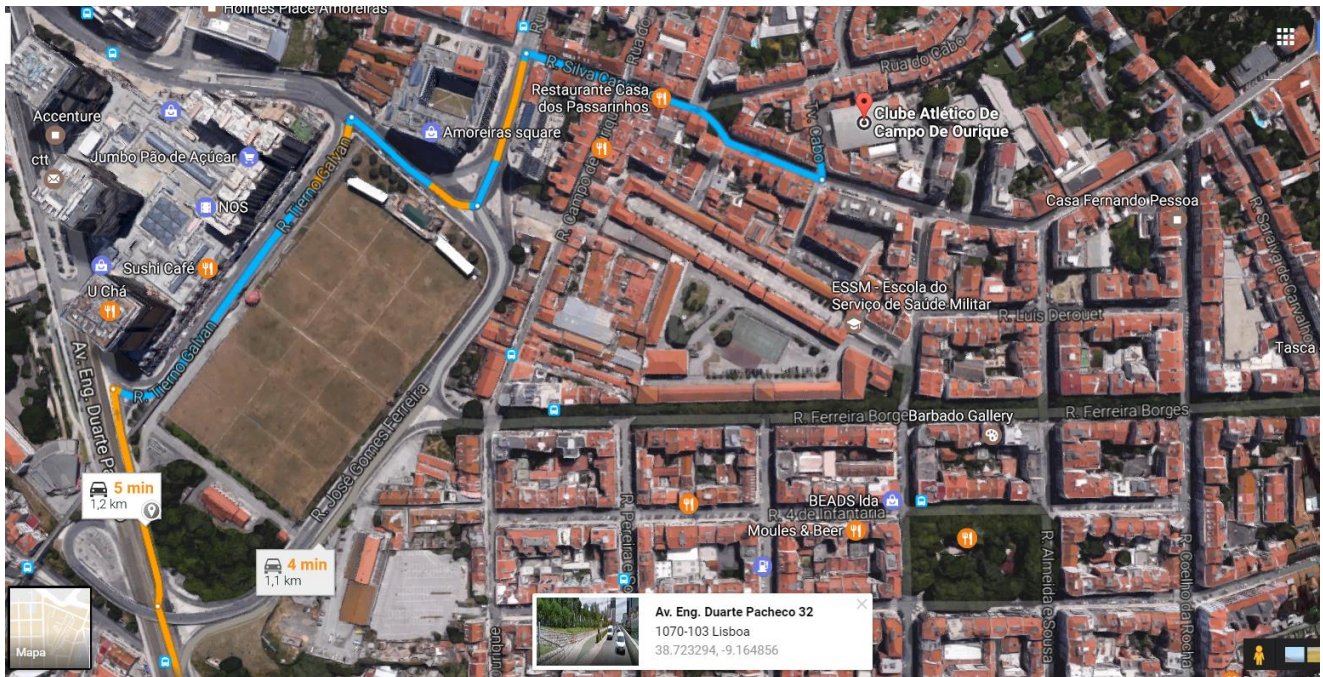 Holmes Place Amoreiras
Accenture
ctt
Jumbo Pão de Açúcar
NOS
Sushi Café
U Chá
Amoreiras square
R. Silva
Restaurante Casa
dos Passarinhos
Rua do Cabo
Tv. Cabo
Clube Atlético De
Campo De Ourique
Casa Fernando Pessoa
R. Saraiva de Carvalho
R. Tierno Galvan
R. Tierno Galvan
R. Campo de
ESSM - Escola do
Serviço de Saúde Militar
R. Luís Derouet
Tasca
Av. Eng. Duarte
R. José Gomes Ferreira
R. Ferreira
Barbado Gallery
R. Ferreira Borges
BEADS lda
R. 4 de Infantaria
Moules & Beer
R. Almeida e Sousa
R. Coelho da Rocha
5 min
1,2 km
4 min
1,1 km
Av. Eng. Duarte Pacheco 32
1070-103 Lisboa
38.723294, -9.164856
Mapa